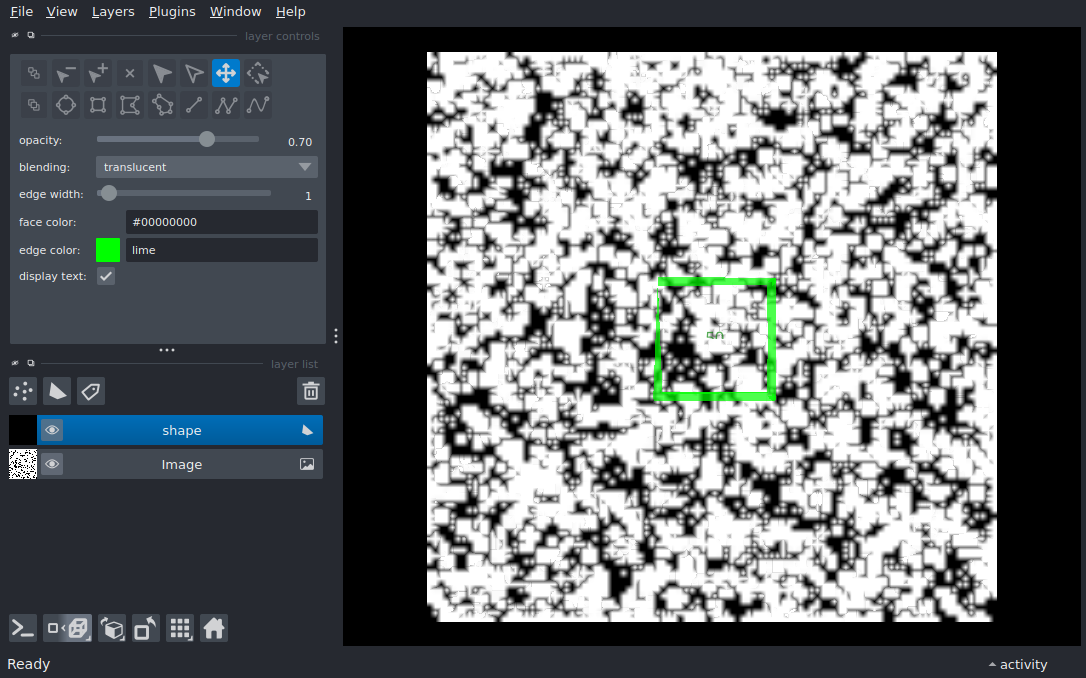 File View Layers Plugins Window Help
layer controls
opacity: 0.70
blending: translucent
edge width: 1
face color: #00000000
edge color: lime
display text:
layer list
shape
Image
Ready
activity